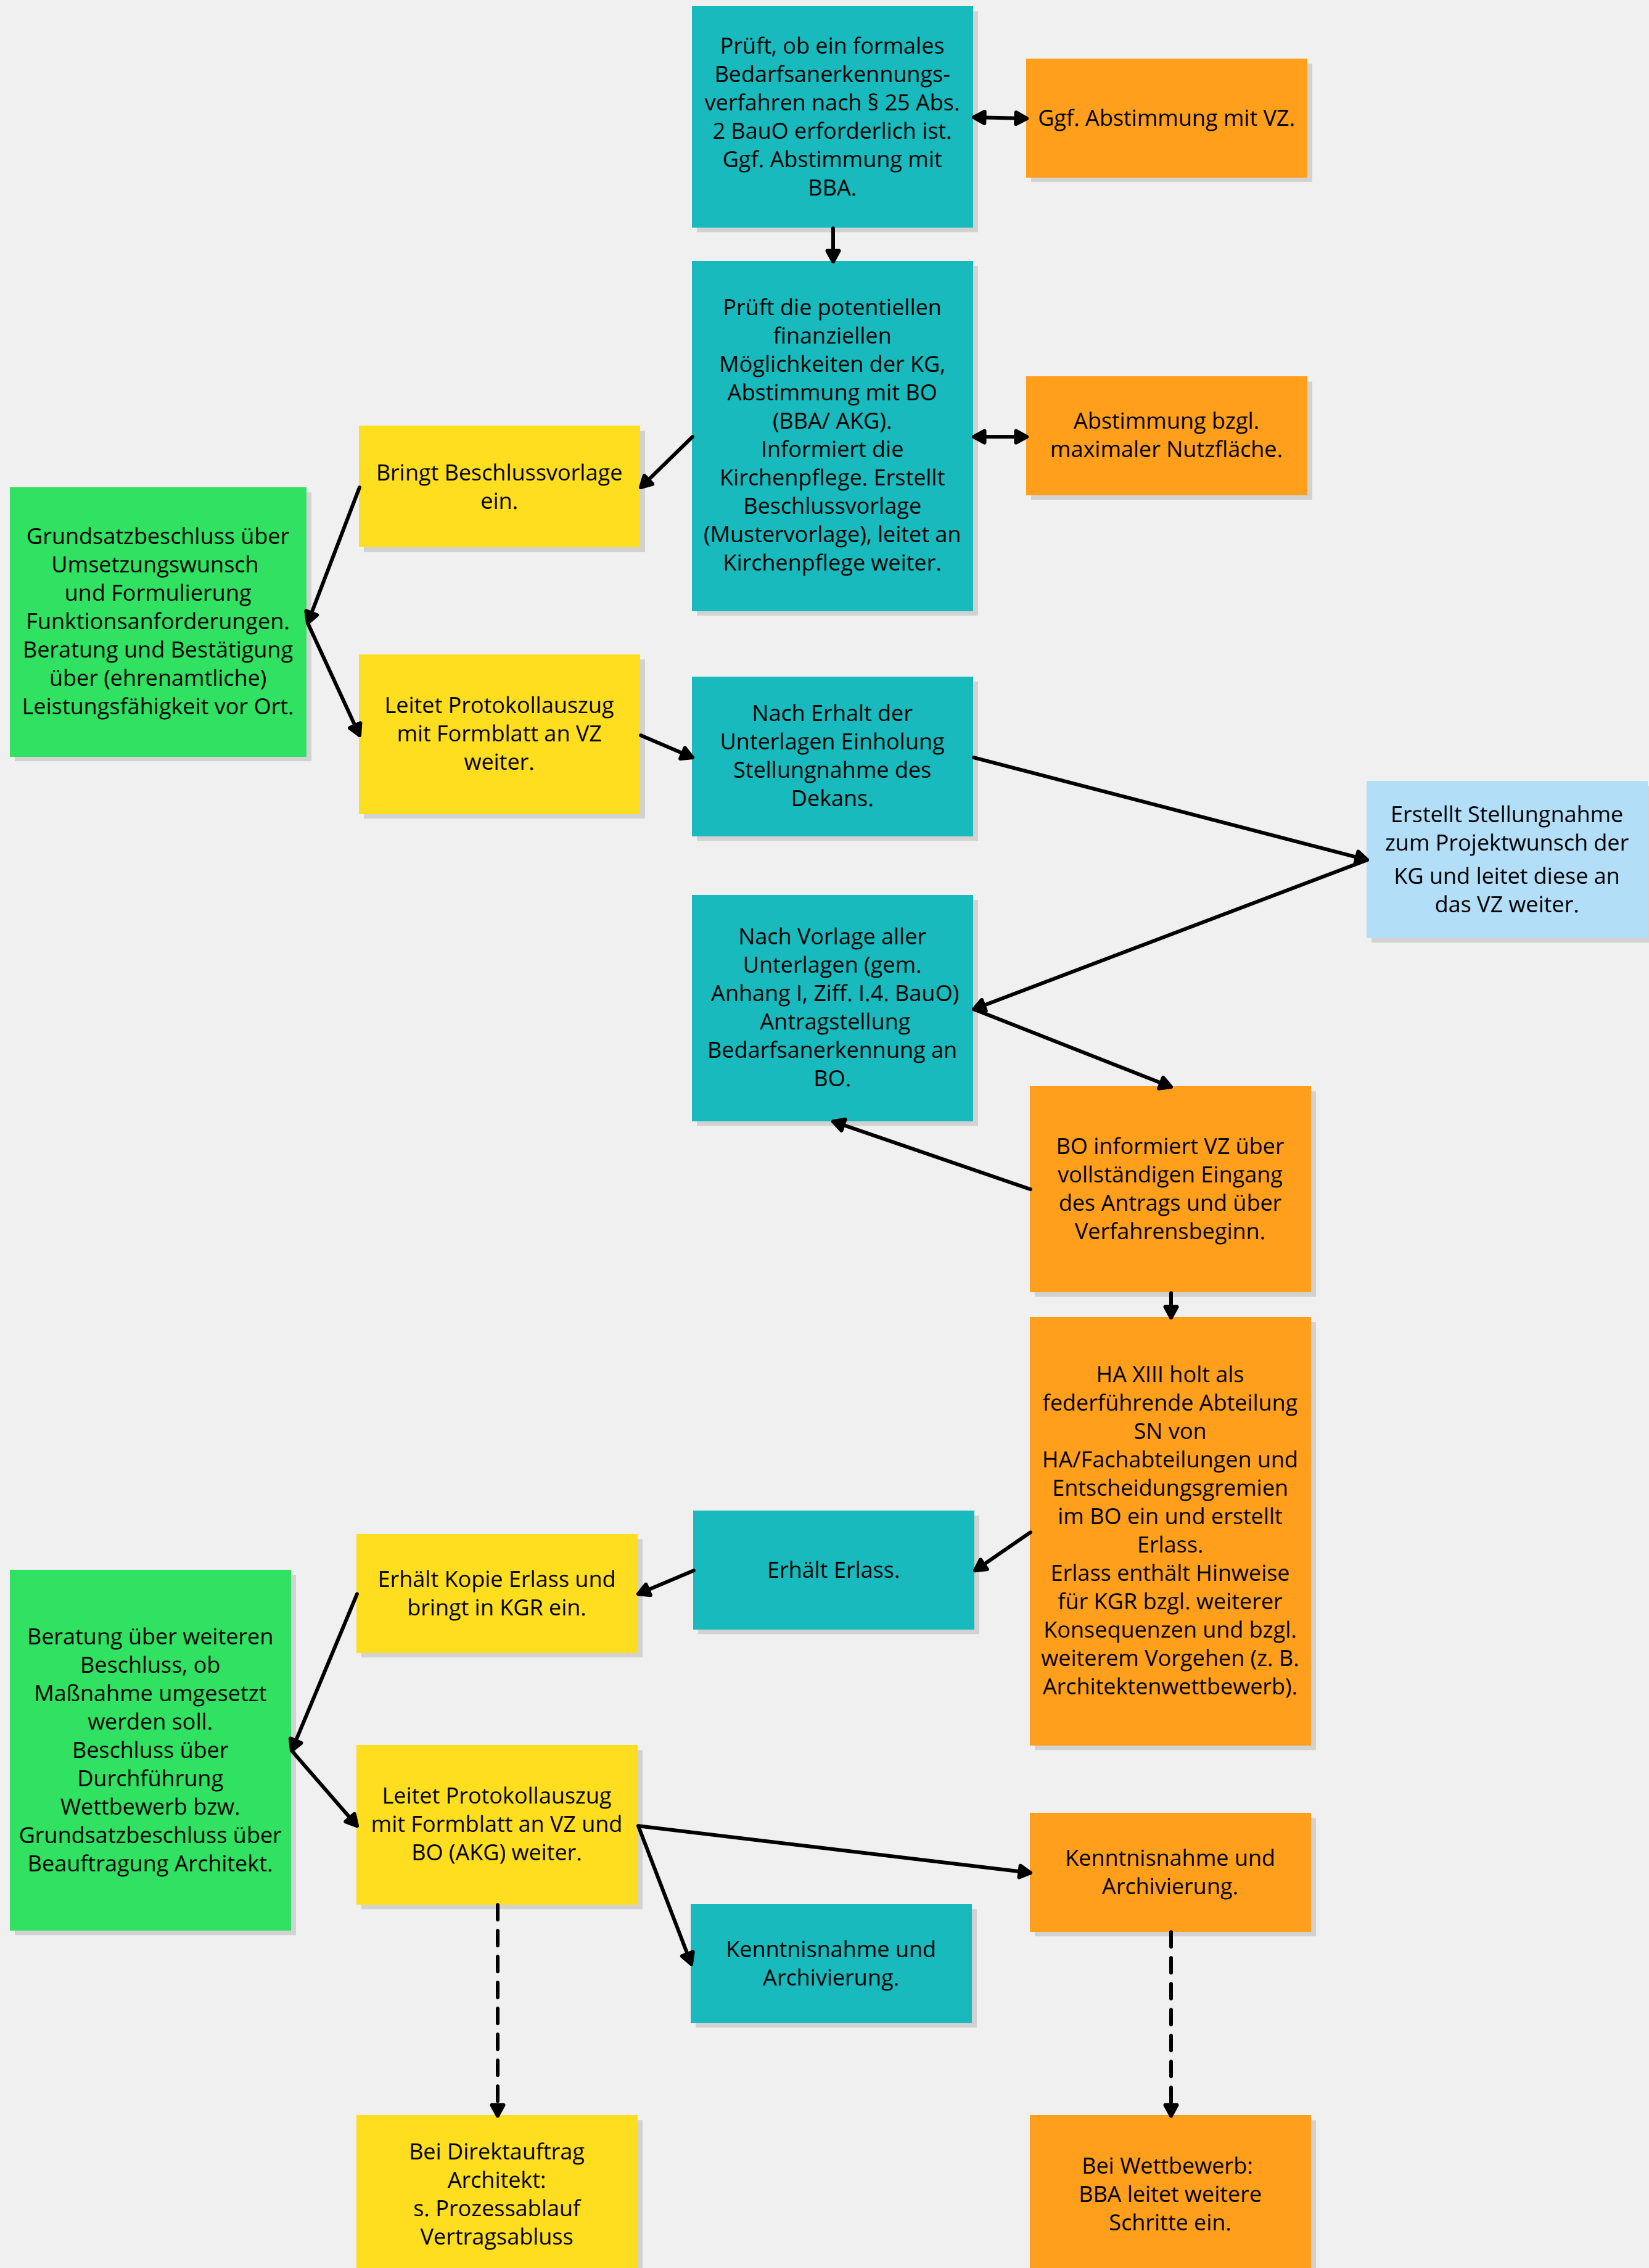 Prüft, ob ein formales
Bedarfsanerkennungs-
verfahren nach § 25 Abs.
2 BauO erforderlich ist.
Ggf. Abstimmung mit
BBA.
Ggf. Abstimmung mit VZ.
Prüft die potentiellen
finanziellen
Möglichkeiten der KG,
Abstimmung mit BO
(BBA/ AKG).
Informiert die
Kirchenpflege. Erstellt
Beschlussvorlage
(Mustervorlage), leitet an
Kirchenpflege weiter.
Abstimmung bzgl.
maximaler Nutzfläche.
Bringt Beschlussvorlage
ein.
Grundsatzbeschluss über
Umsetzungswunsch
und Formulierung
Funktionsanforderungen.
Beratung und Bestätigung
über (ehrenamtliche)
Leistungsfähigkeit vor Ort.
Leitet Protokollauszug
mit Formblatt an VZ
weiter.
Nach Erhalt der
Unterlagen Einholung
Stellungnahme des
Dekans.
Erstellt Stellungnahme
zum Projektwunsch der
KG und leitet diese an
das VZ weiter.
Nach Vorlage aller
Unterlagen (gem.
Anhang I, Ziff. I.4. BauO)
Antragstellung
Bedarfsanerkennung an
BO.
BO informiert VZ über
vollständigen Eingang
des Antrags und über
Verfahrensbeginn.
HA XIII holt als
federführende Abteilung
SN von
HA/Fachabteilungen und
Entscheidungsgremien
im BO ein und erstellt
Erlass.
Erlass enthält Hinweise
für KGR bzgl. weiterer
Konsequenzen und bzgl.
weiterem Vorgehen (z. B.
Architektenwettbewerb).
Erhält Erlass.
Erhält Kopie Erlass und
bringt in KGR ein.
Beratung über weiteren
Beschluss, ob
Maßnahme umgesetzt
werden soll.
Beschluss über
Durchführung
Wettbewerb bzw.
Grundsatzbeschluss über
Beauftragung Architekt.
Leitet Protokollauszug
mit Formblatt an VZ und
BO (AKG) weiter.
Kenntnisnahme und
Archivierung.
Kenntnisnahme und
Archivierung.
Bei Direktauftrag
Architekt:
s. Prozessablauf
Vertragsabluss
Bei Wettbewerb:
BBA leitet weitere
Schritte ein.